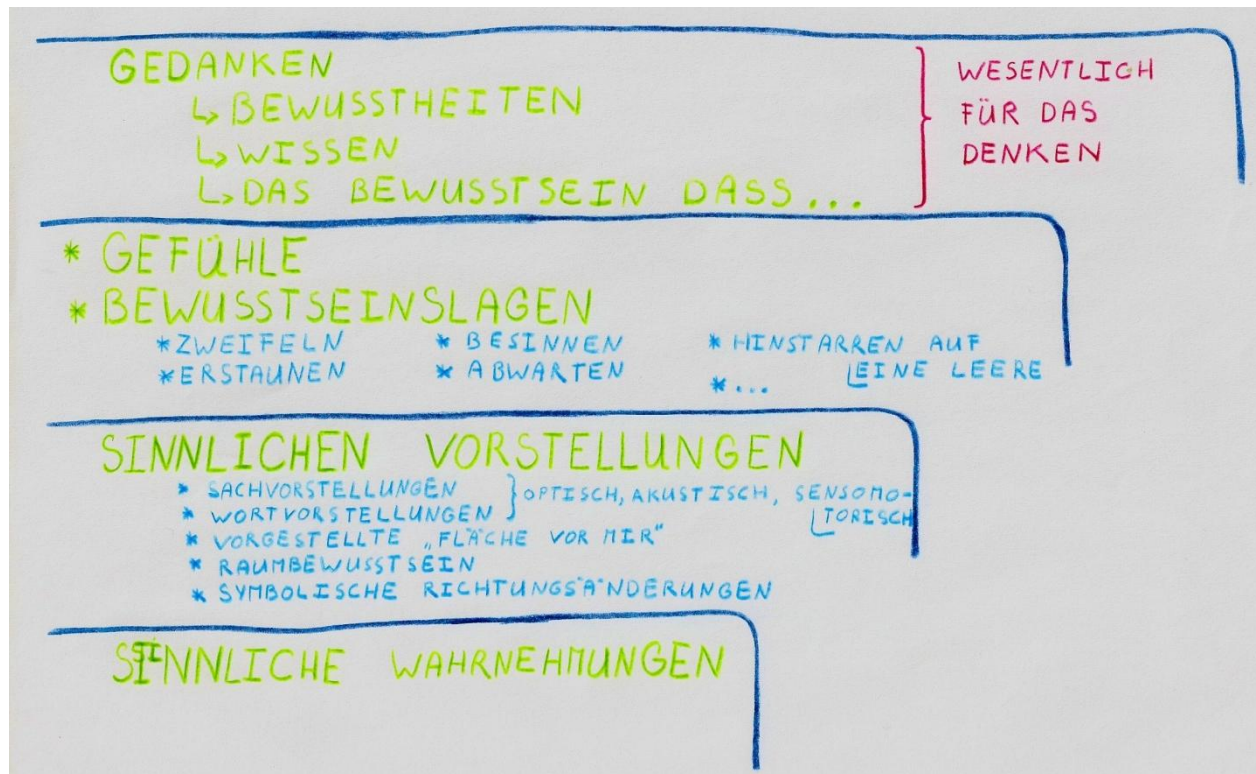 GEDANKEN
↳ BEWUSSTHEITEN
↳ WISSEN
↳ DAS BEWUSSTSEIN DASS...
WESENTLICH
FÜR DAS
DENKEN
* GEFÜHLE
* BEWUSSTSEINSLAGEN
* ZWEIFELN * BESINNEN * HINSTARREN AUF
* ERSTAUNEN * ABWARTEN * ... EINE LEERE
SINNLICHEN VORSTELLUNGEN
* SACHVORSTELLUNGEN } OPTISCH, AKUSTISCH, SENSOMO-
* WORTVORSTELLUNGEN TORISCH
* VORGESTELLTE „FLÄCHE VOR MIR"
* RAUMBEWUSSTSEIN
* SYMBOLISCHE RICHTUNGSÄNDERUNGEN
SINNLICHE WAHRNEHMUNGEN